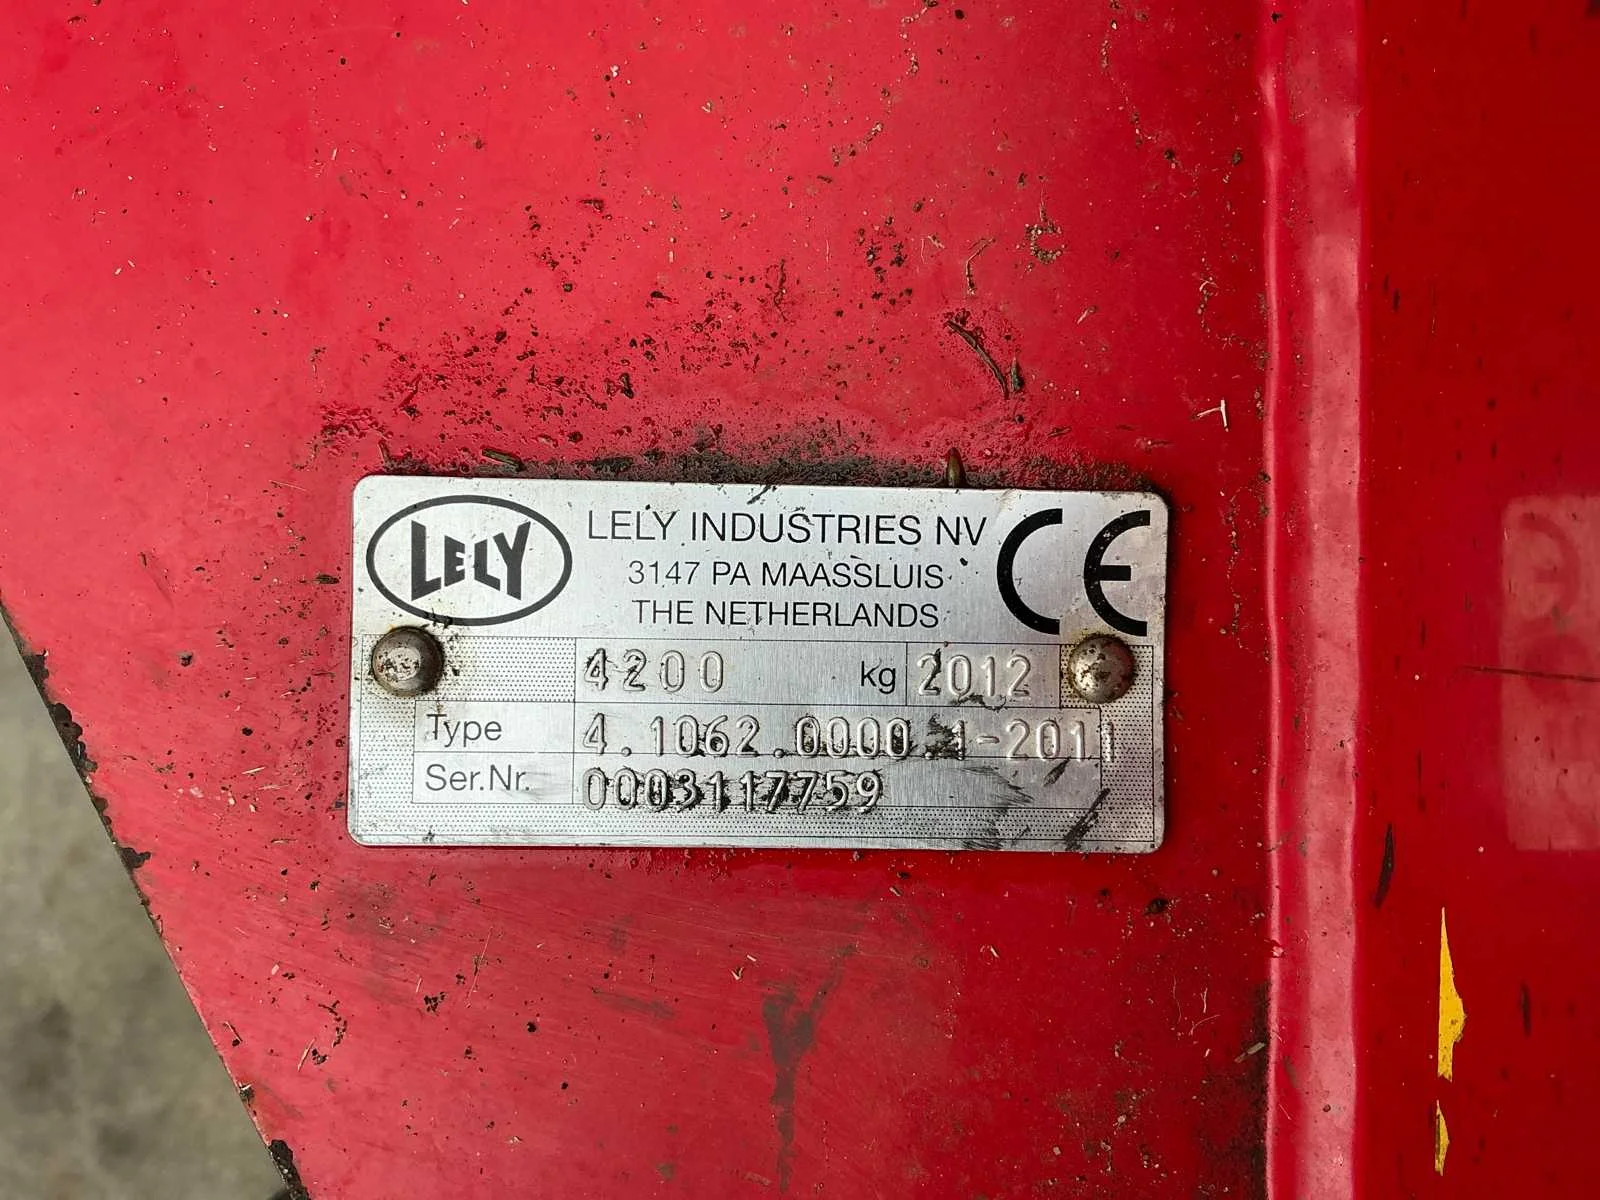 LELY
LELY INDUSTRIES NV
3147 PA MAASSLUIS
THE NETHERLANDS
CE
4200 kg 2012
Type 4.1062.0000.1-2011
Ser.Nr. 0003117759